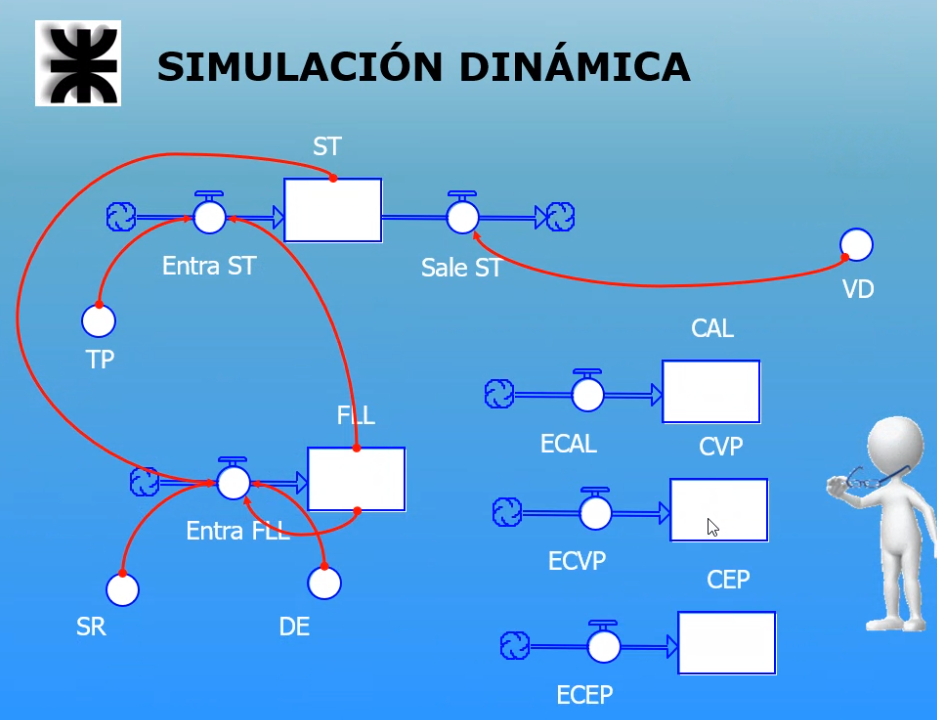 SIMULACIÓN DINÁMICA
ST
Entra ST
Sale ST
VD
TP
CAL
FLL
ECAL
CVP
Entra FLL
ECVP
CEP
SR
DE
ECEP